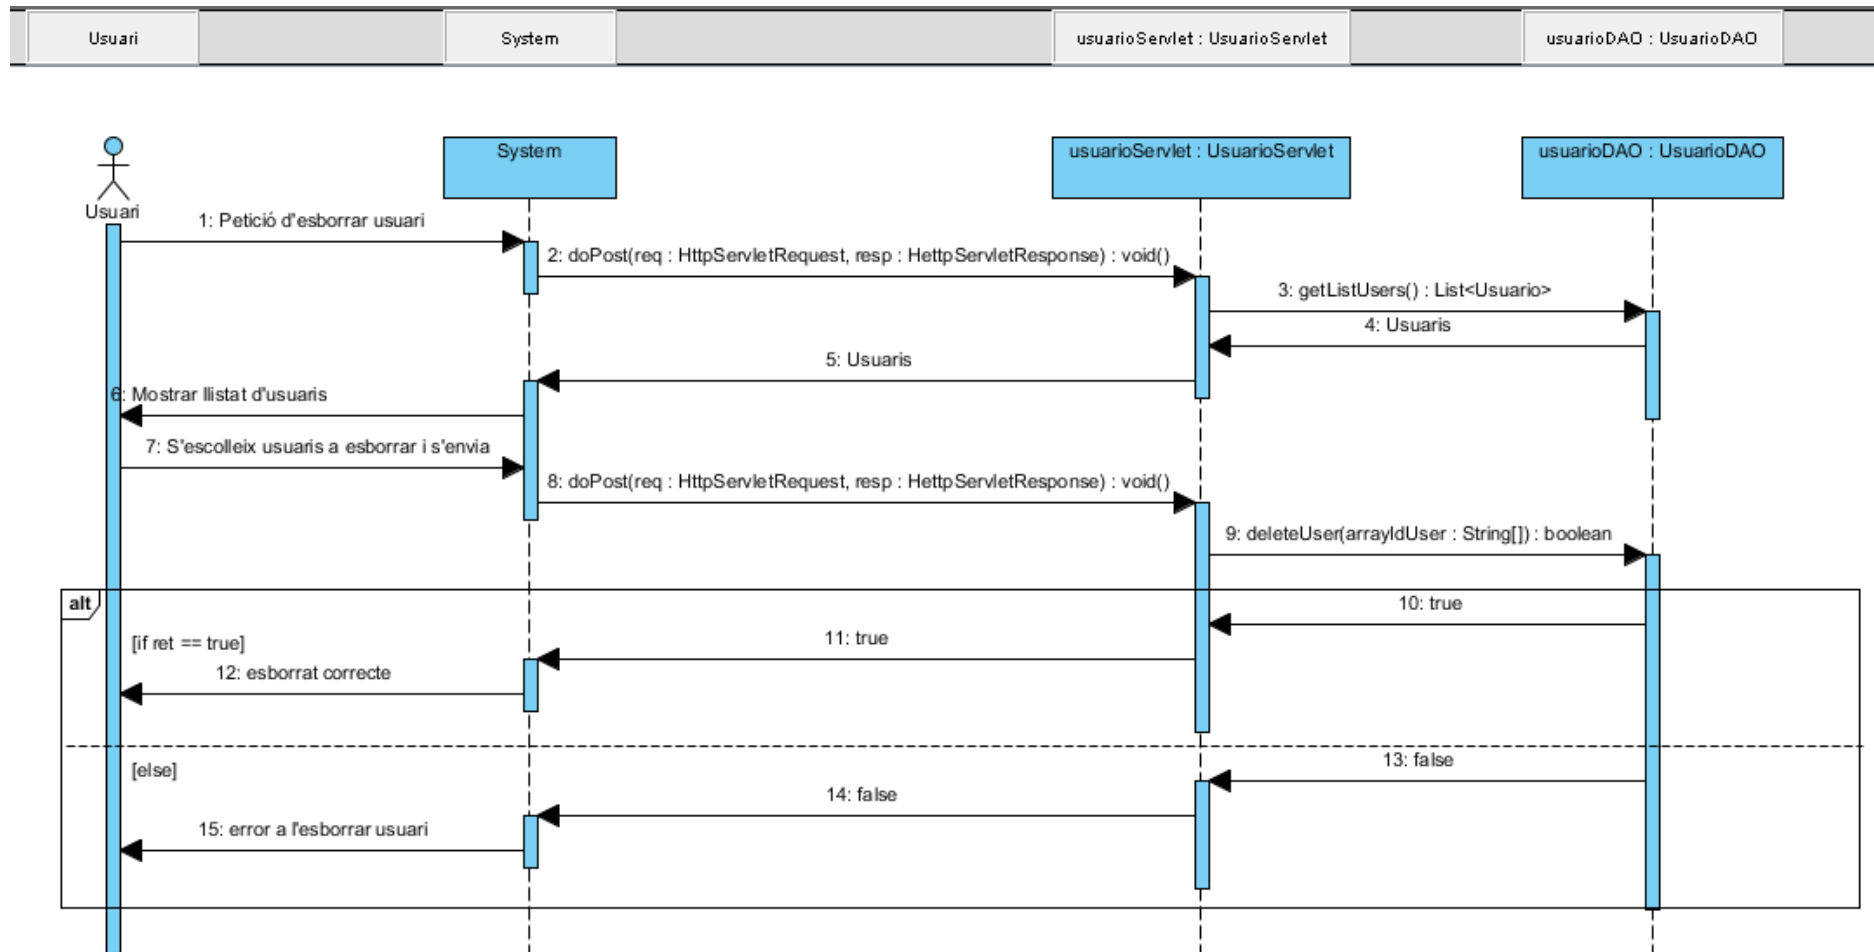 Usuari
System
usuarioServlet : UsuarioServlet
usuarioDAO : UsuarioDAO
System
usuarioServlet : UsuarioServlet
usuarioDAO : UsuarioDAO
Usuari
1: Petició d'esborrar usuari
2: doPost(req : HttpServletRequest, resp : HettpServletResponse) : void()
3: getListUsers() : List<Usuario>
4: Usuaris
5: Usuaris
6: Mostrar llistat d'usuaris
7: S'escolleix usuaris a esborrar i s'envia
8: doPost(req : HttpServletRequest, resp : HettpServletResponse) : void()
9: deleteUser(arrayIdUser : String[]) : boolean
alt
10: true
[if ret == true]
11: true
12: esborrat correcte
[else]
13: false
14: false
15: error a l'esborrar usuari